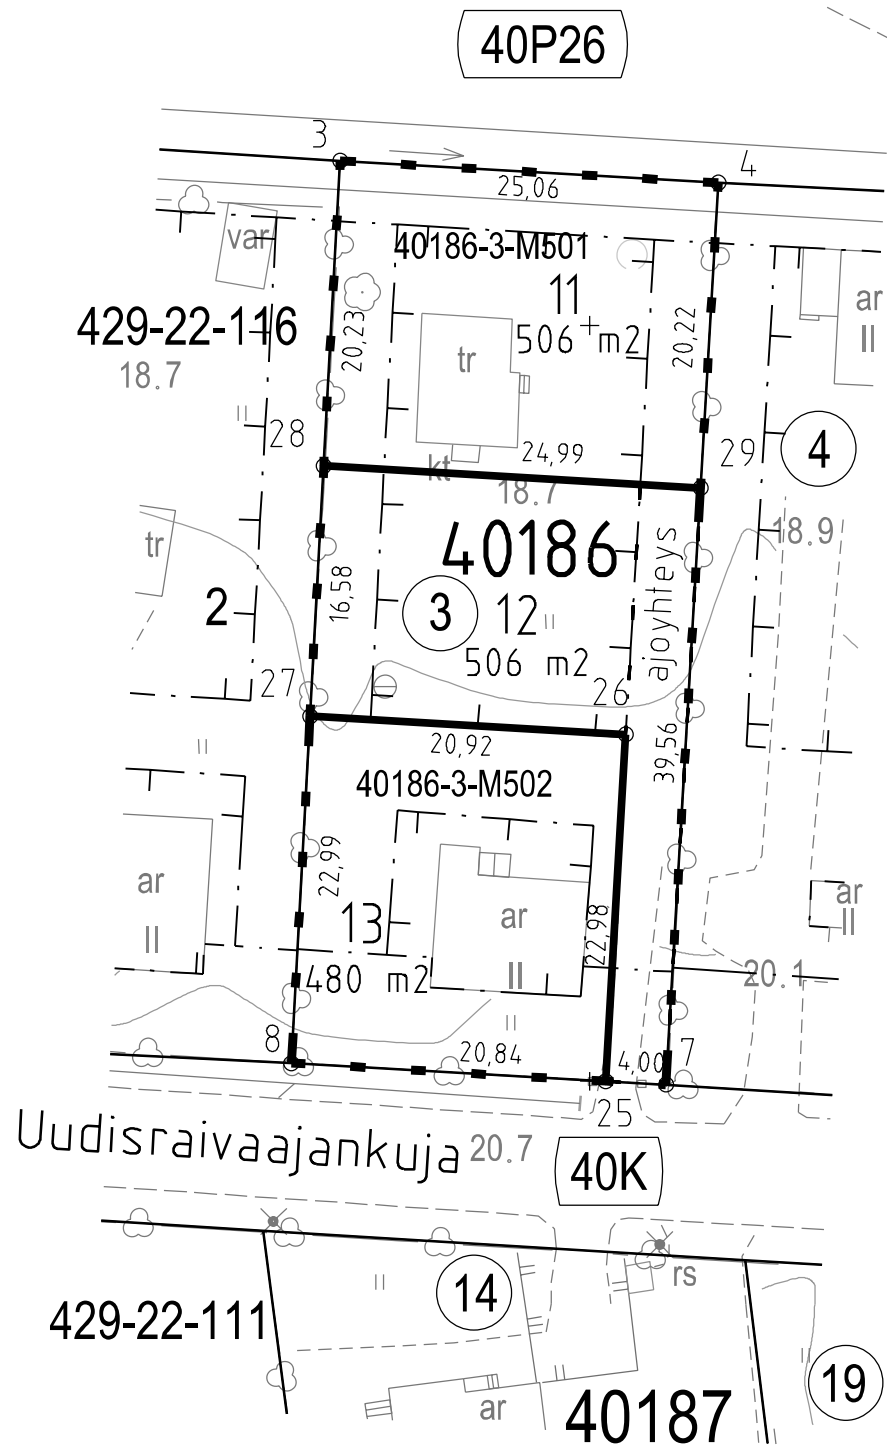 40P26
3
4
25,06
var
40186-3-M501
11
ar
II
429-22-116
20,23
506 m2
20,22
18.7
tr
28
24,99
29
4
kt
18.7
40186
18.9
tr
ajoyhteys
16,58
2
3
12
506 m2
27
26
20,92
39,56
40186-3-M502
22,99
ar
II
ar
II
13
ar
II
22,98
480 m2
20.1
8
20,84
4,00
7
25
Uudisraivaajankuja
20.7
40K
rs
14
429-22-111
19
ar
40187